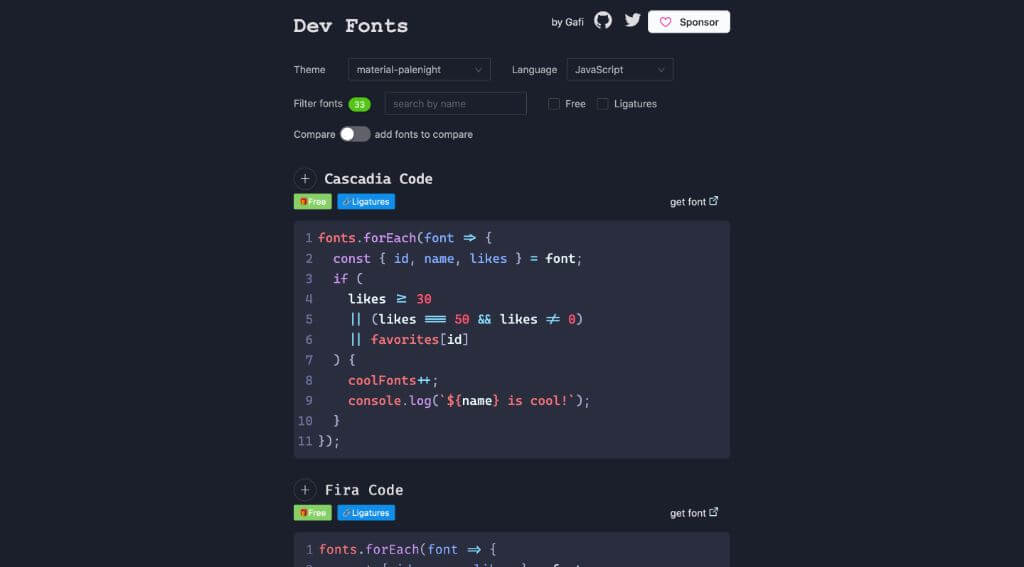 Dev Fonts
by Gafi
Sponsor
Theme material-palenight Language JavaScript
Filter fonts 33 search by name Free Ligatures
Compare add fonts to compare
+ Cascadia Code
Free Ligatures get font
1 fonts.forEach(font => {
2 const { id, name, likes } = font;
3 if (
4 likes >= 30
5 || (likes === 50 && likes != 0)
6 || favorites[id]
7 ) {
8 coolFonts++;
9 console.log(`${name} is cool!`);
10 }
11 });
+ Fira Code
Free Ligatures get font
1 fonts.forEach(font => {